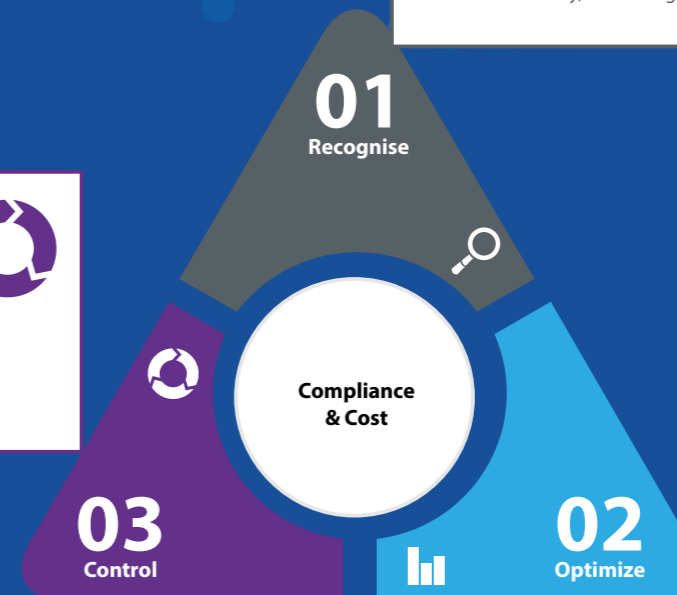 01
Recognise
Compliance
& Cost
03
Control
02
Optimize